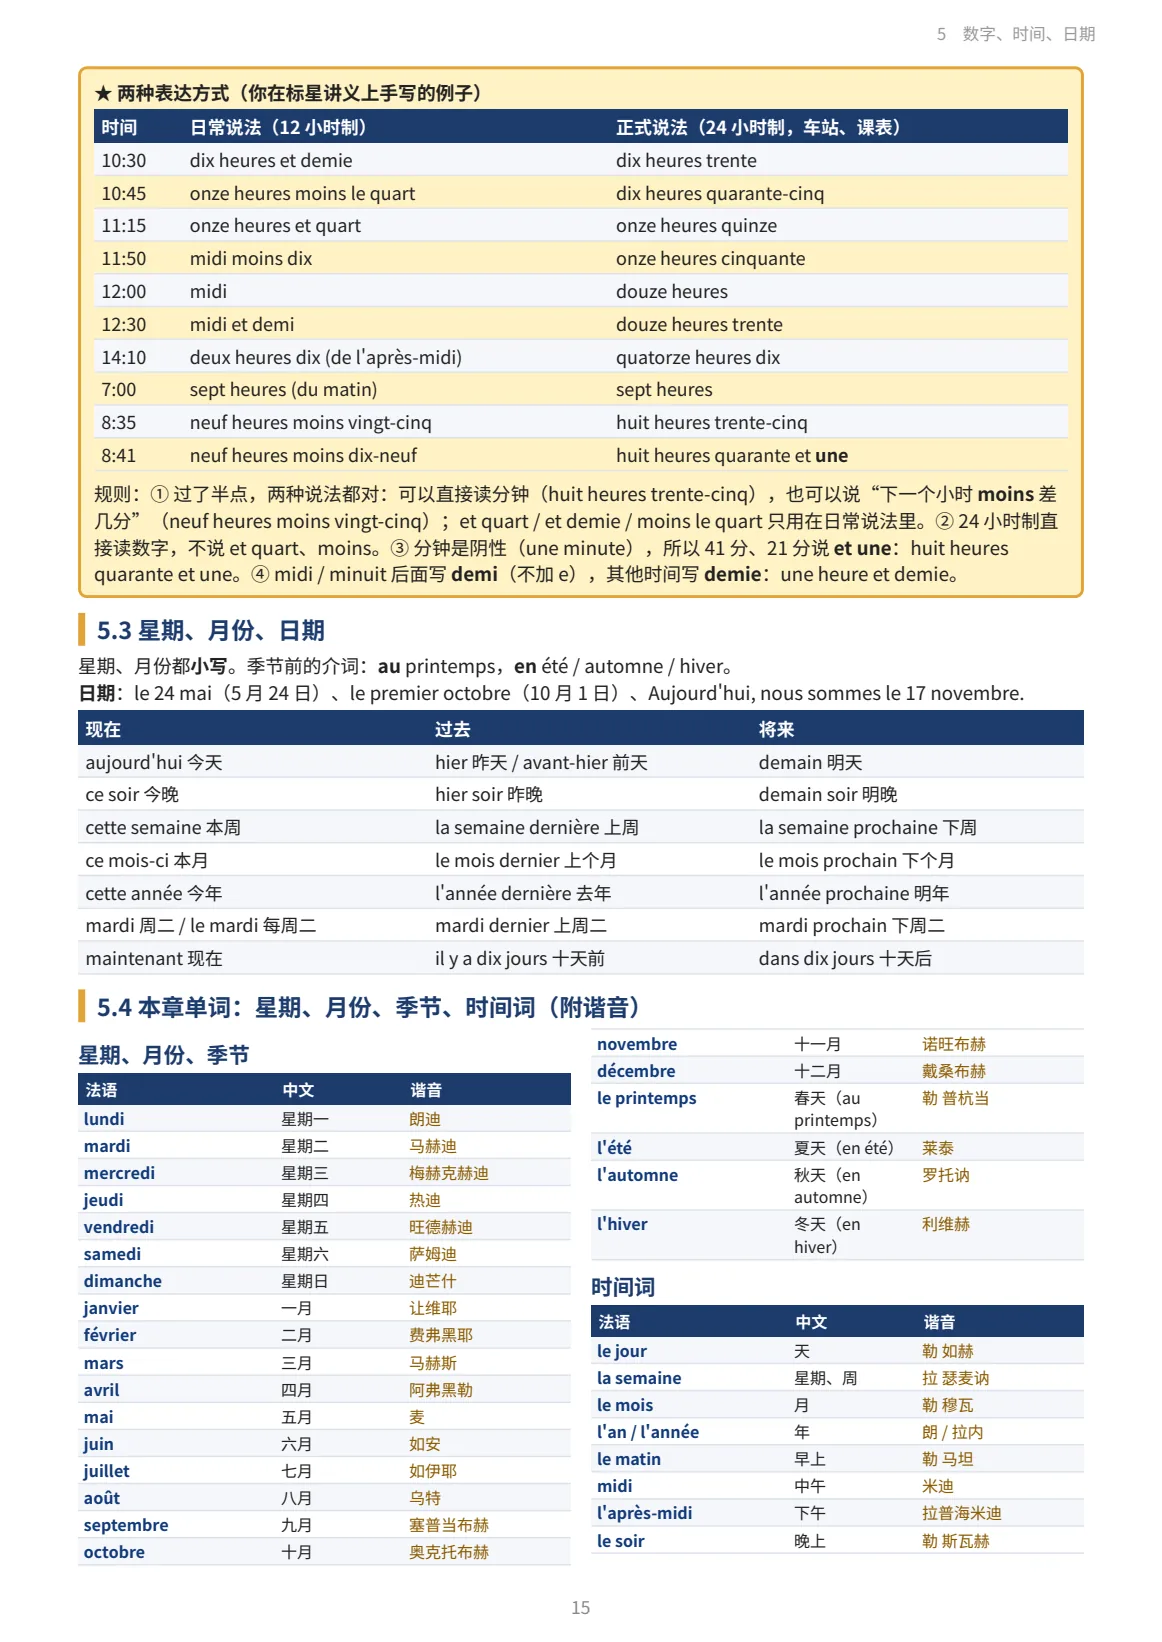 5 数字、时间、日期
★ 两种表达方式（你在标星讲义上手写的例子）
时间 日常说法（12 小时制） 正式说法（24 小时制，车站、课表）
10:30 dix heures et demie dix heures trente
10:45 onze heures moins le quart dix heures quarante-cinq
11:15 onze heures et quart onze heures quinze
11:50 midi moins dix onze heures cinquante
12:00 midi douze heures
12:30 midi et demi douze heures trente
14:10 deux heures dix (de l'après-midi) quatorze heures dix
7:00 sept heures (du matin) sept heures
8:35 neuf heures moins vingt-cinq huit heures trente-cinq
8:41 neuf heures moins dix-neuf huit heures quarante et une
规则：① 过了半点，两种说法都对：可以直接读分钟（huit heures trente-cinq），也可以说“下一个小时 moins 差
几分”（neuf heures moins vingt-cinq）；et quart / et demie / moins le quart 只用在日常说法里。② 24 小时制直
接读数字，不说 et quart、moins。③ 分钟是阴性（une minute），所以 41 分、21 分说 et une：huit heures
quarante et une。④ midi / minuit 后面写 demi（不加 e），其他时间写 demie：une heure et demie。
5.3 星期、月份、日期
星期、月份都小写。季节前的介词：au printemps，en été / automne / hiver。
日期：le 24 mai（5 月 24 日）、le premier octobre（10 月 1 日）、Aujourd'hui, nous sommes le 17 novembre.
现在 过去 将来
aujourd'hui 今天 hier 昨天 / avant-hier 前天 demain 明天
ce soir 今晚 hier soir 昨晚 demain soir 明晚
cette semaine 本周 la semaine dernière 上周 la semaine prochaine 下周
ce mois-ci 本月 le mois dernier 上个月 le mois prochain 下个月
cette année 今年 l'année dernière 去年 l'année prochaine 明年
mardi 周二 / le mardi 每周二 mardi dernier 上周二 mardi prochain 下周二
maintenant 现在 il y a dix jours 十天前 dans dix jours 十天后
5.4 本章单词：星期、月份、季节、时间词（附谐音）
星期、月份、季节
法语 中文 谐音
lundi 星期一 朗迪
mardi 星期二 马赫迪
mercredi 星期三 梅赫克赫迪
jeudi 星期四 热迪
vendredi 星期五 旺德赫迪
samedi 星期六 萨姆迪
dimanche 星期日 迪芒什
janvier 一月 让维耶
février 二月 费弗黑耶
mars 三月 马赫斯
avril 四月 阿弗黑勒
mai 五月 麦
juin 六月 如安
juillet 七月 如伊耶
août 八月 乌特
septembre 九月 塞普当布赫
octobre 十月 奥克托布赫
novembre 十一月 诺旺布赫
décembre 十二月 戴桑布赫
le printemps 春天（au 勒 普杭当
printemps）
l'été 夏天（en été） 莱泰
l'automne 秋天（en 罗托讷
automne）
l'hiver 冬天（en 利维赫
hiver）
时间词
法语 中文 谐音
le jour 天 勒 如赫
la semaine 星期、周 拉 瑟麦讷
le mois 月 勒 穆瓦
l'an / l'année 年 朗 / 拉内
le matin 早上 勒 马坦
midi 中午 米迪
l'après-midi 下午 拉普海米迪
le soir 晚上 勒 斯瓦赫
15